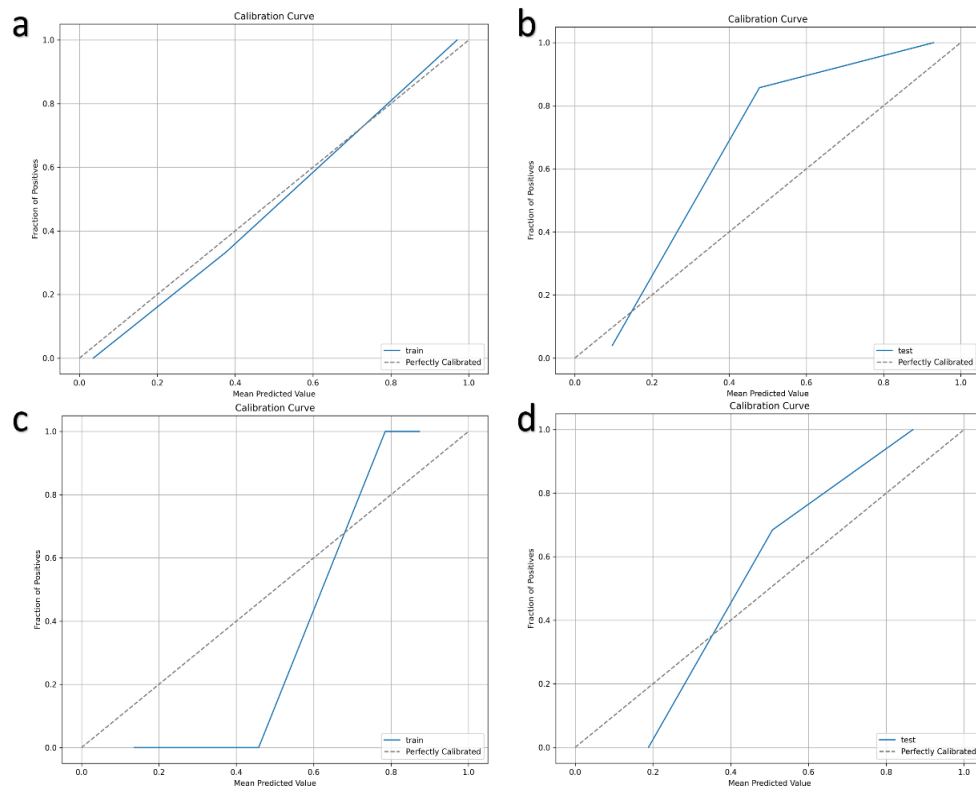 a
Calibration Curve
1.0
0.8
0.6
0.4
0.2
0.0
Fraction of Positives
train
Perfectly Calibrated
0.0 0.2 0.4 0.6 0.8 1.0
Mean Predicted Value
b
Calibration Curve
1.0
0.8
0.6
0.4
0.2
0.0
Fraction of Positives
test
Perfectly Calibrated
0.0 0.2 0.4 0.6 0.8 1.0
Mean Predicted Value
c
Calibration Curve
1.0
0.8
0.6
0.4
0.2
0.0
Fraction of Positives
train
Perfectly Calibrated
0.0 0.2 0.4 0.6 0.8 1.0
Mean Predicted Value
d
Calibration Curve
1.0
0.8
0.6
0.4
0.2
0.0
Fraction of Positives
test
Perfectly Calibrated
0.0 0.2 0.4 0.6 0.8 1.0
Mean Predicted Value